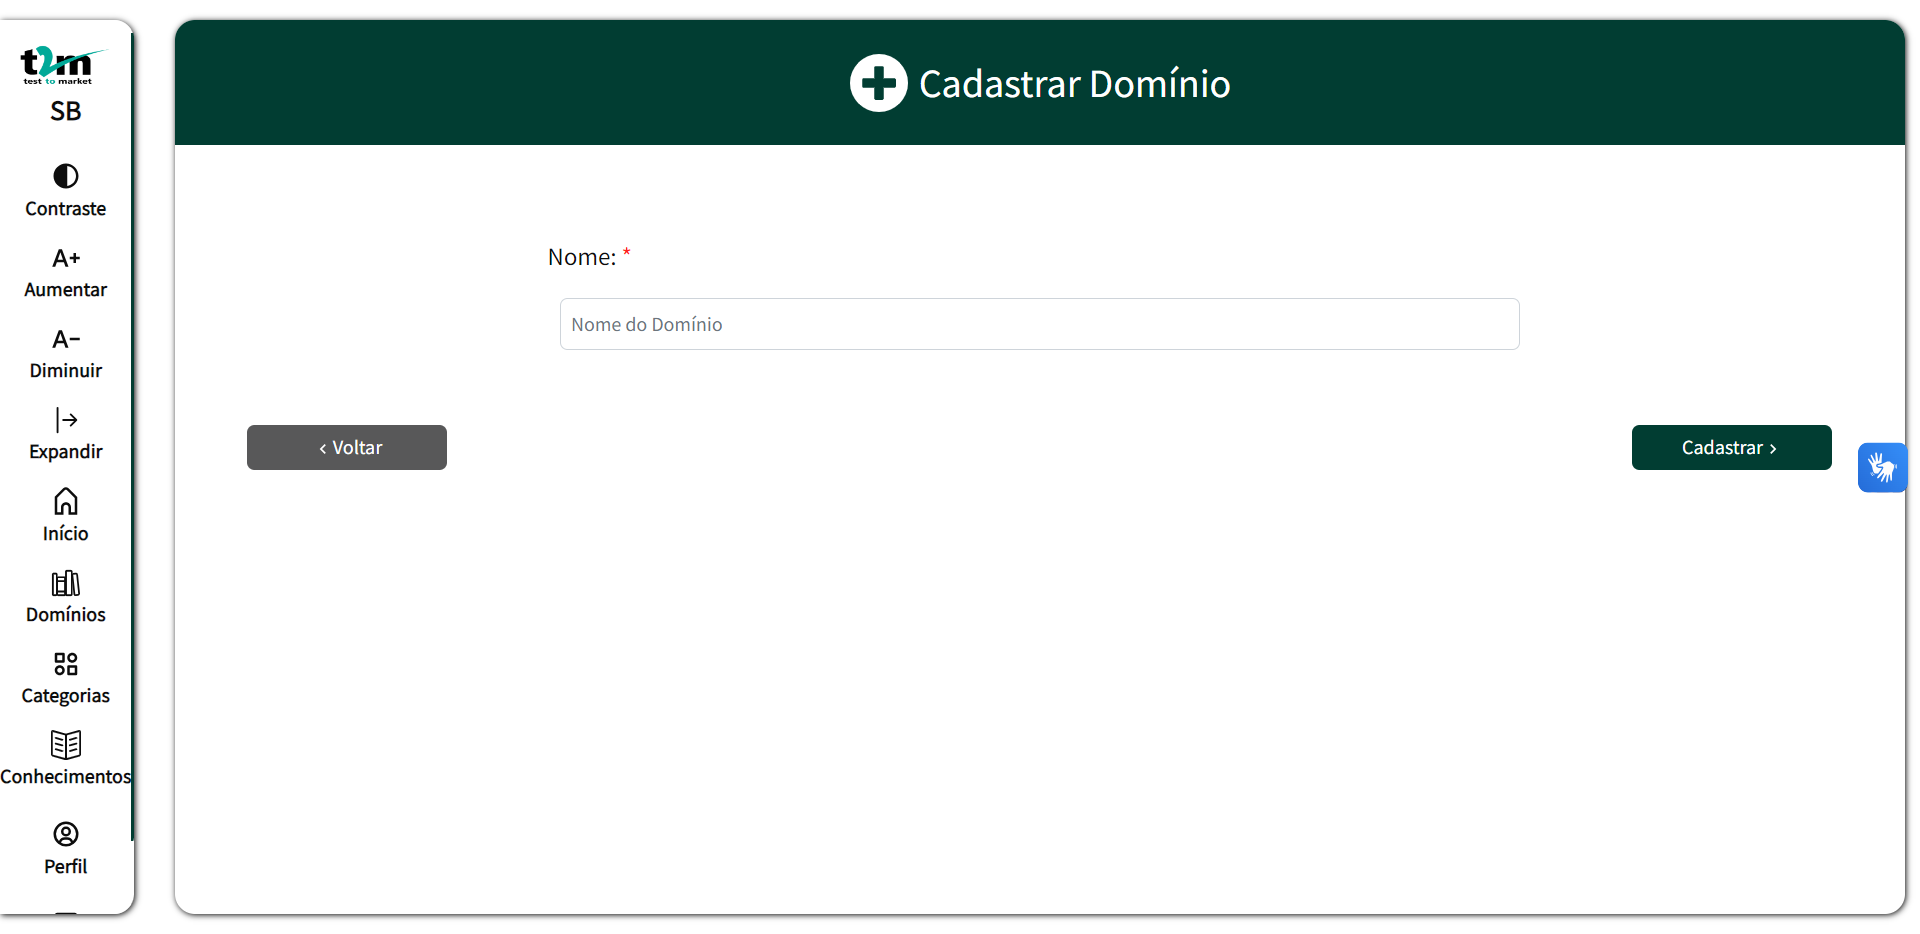 t2m
test to market
SB
Contraste
A+
Aumentar
A-
Diminuir
Expandir
Início
Domínios
Categorias
Conhecimentos
Perfil
Cadastrar Domínio
Nome: *
Nome do Domínio
‹ Voltar
Cadastrar ›